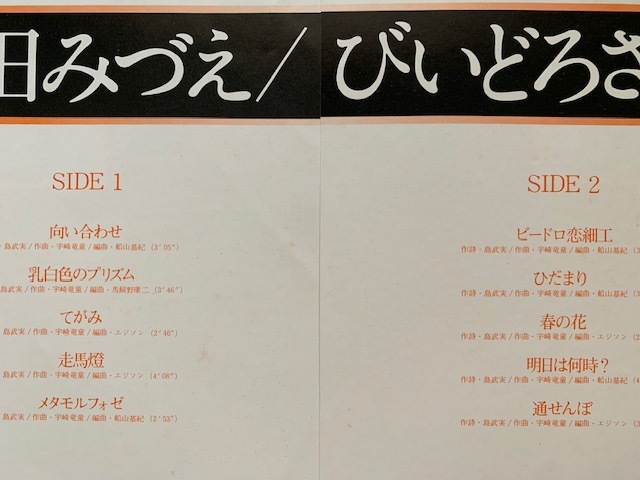 田みづえ/びいどろざ
SIDE 1
向い合わせ
・島武実/作曲・宇崎竜童/編曲・船山基紀 (3′05″)
乳白色のプリズム
島武実/作曲・宇崎竜童/編曲・馬飼野康二 (3′46″)
てがみ
島武実/作曲・宇崎竜童/編曲・エジソン (2′46″)
走馬燈
島武実/作曲・宇崎竜童/編曲・エジソン (4′08″)
メタモルフォゼ
島武実/作曲・宇崎竜童/編曲・船山基紀 (2′53″)
SIDE 2
ビードロ恋細工
作詩・島武実/作曲・宇崎竜童/編曲・船山基紀 (3
ひだまり
作詩・島武実/作曲・宇崎竜童/編曲・船山基紀 (3
春の花
作詩・島武実/作曲・宇崎竜童/編曲・エジソン (2
明日は何時?
作詩・島武実/作曲・宇崎竜童/編曲・船山基紀 (4
通せんぼ
作詩・島武実/作曲・宇崎竜童/編曲・エジソン (3